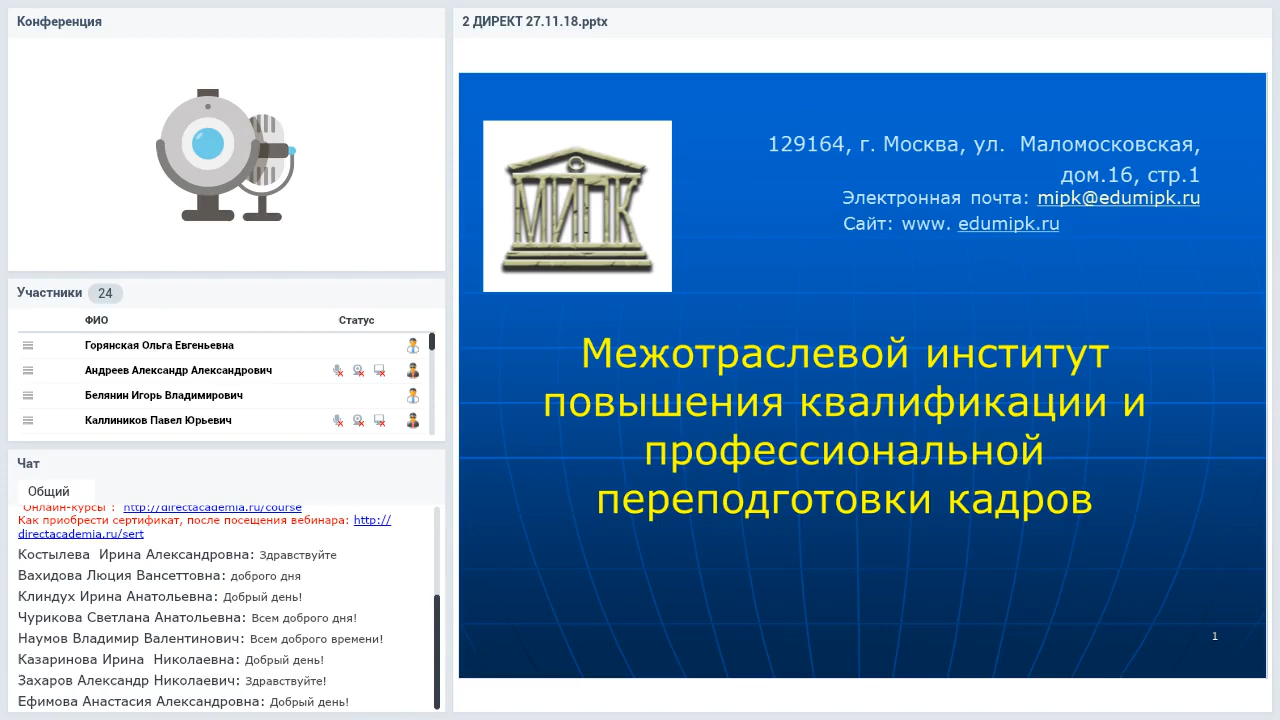 Конференция
Участники 24
ФИО Статус
Горянская Ольга Евгеньевна
Андреев Александр Александрович
Белянин Игорь Владимирович
Каллиников Павел Юрьевич
Чат
Общий
"Онлайн-курсы": http://directacademia.ru/course
Как приобрести сертификат, после посещения вебинара: http://
directacademia.ru/sert
Костылева Ирина Александровна: Здравствуйте
Вахидова Люция Вансеттовна: доброго дня
Клиндух Ирина Анатольевна: Добрый день!
Чурикова Светлана Анатольевна: Всем доброго дня!
Наумов Владимир Валентинович: Всем доброго времени!
Казаринова Ирина Николаевна: Добрый день!
Захаров Александр Николаевич: Здравствуйте!
Ефимова Анастасия Александровна: Добрый день!
2 ДИРЕКТ 27.11.18.pptx
МИПК
129164, г. Москва, ул. Маломосковская,
дом.16, стр.1
Электронная почта: mipk@edumipk.ru
Сайт: www. edumipk.ru
Межотраслевой институт
повышения квалификации и
профессиональной
переподготовки кадров
1